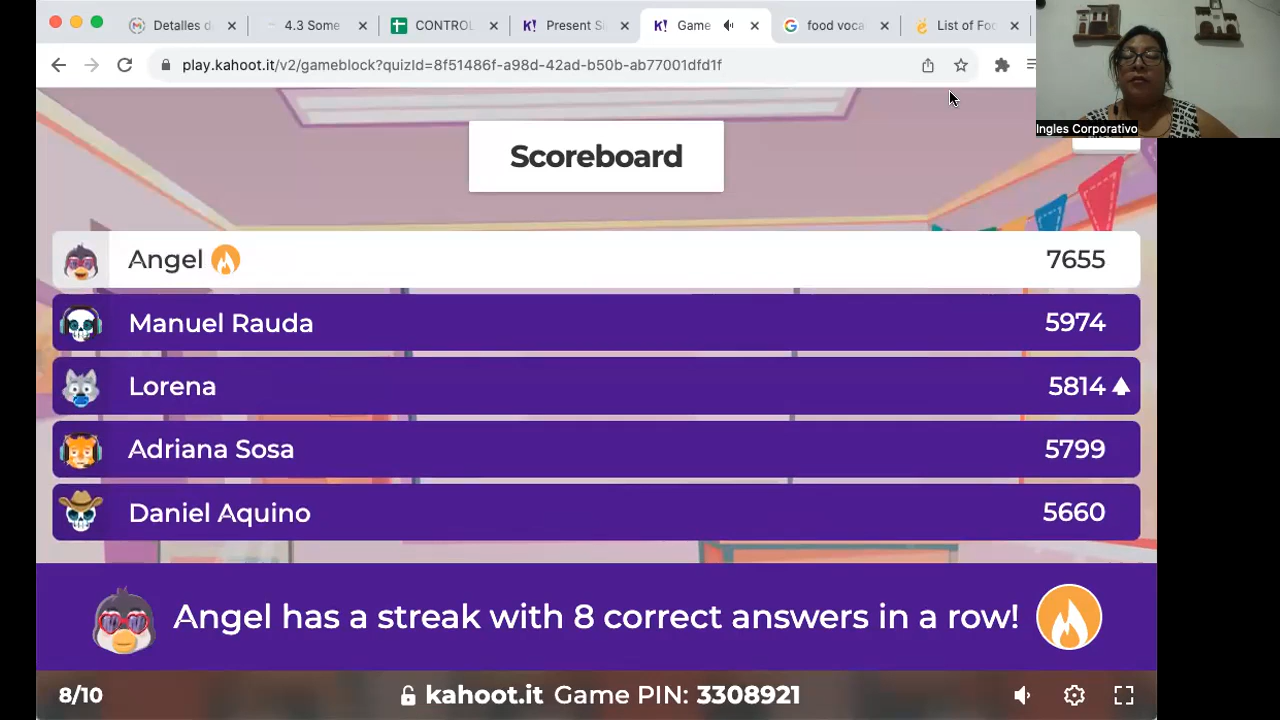 Detalles d
4.3 Some
CONTROL
K! Present S
K! Game
food voca
List of Foo
play.kahoot.it/v2/gameblock?quizId=8f51486f-a98d-42ad-b50b-ab77001dfd1f
Ingles Corporativo
Scoreboard
Angel 7655
Manuel Rauda 5974
Lorena 5814
Adriana Sosa 5799
Daniel Aquino 5660
Angel has a streak with 8 correct answers in a row!
8/10
kahoot.it Game PIN: 3308921